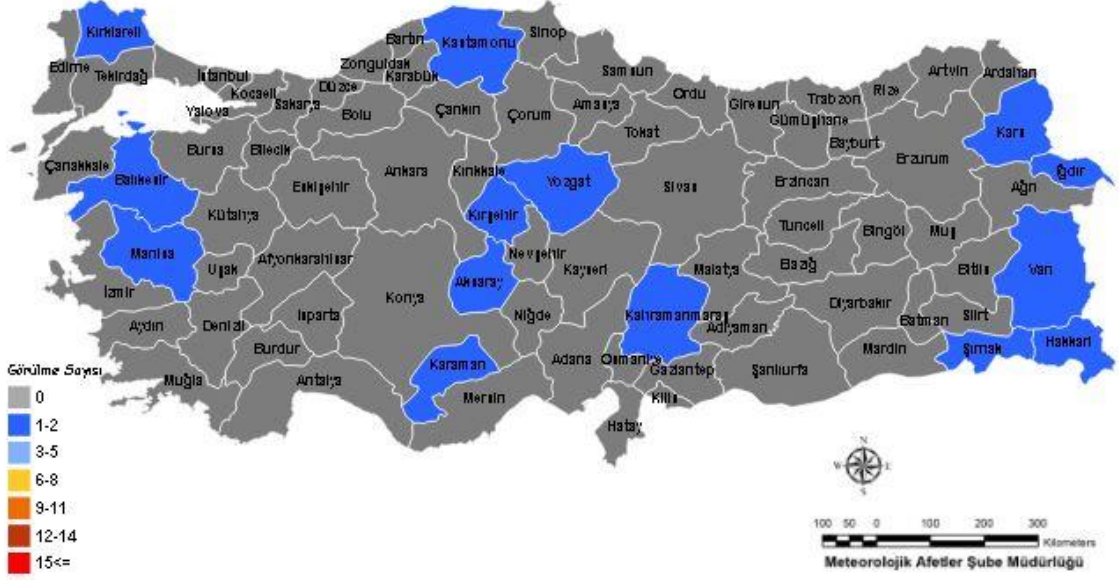 Kırklareli
Edirne
Tekirdağ
İstanbul
Kocaeli
Yalova
Sakarya
Düzce
Bolu
Zonguldak
Bartın
Karabük
Kastamonu
Sinop
Çankırı
Çorum
Samsun
Amasya
Ordu
Tokat
Giresun
Gümüşhane
Trabzon
Rize
Bayburt
Artvin
Ardahan
Kars
Iğdır
Ağrı
Erzurum
Çanakkale
Balıkesir
Bursa
Bilecik
Eskişehir
Kütahya
Ankara
Kırıkkale
Yozgat
Kırşehir
Sivas
Erzincan
Tunceli
Bingöl
Muş
Elazığ
Bitlis
Van
Manisa
Uşak
Afyonkarahisar
İzmir
Aydın
Denizli
Isparta
Burdur
Muğla
Antalya
Konya
Aksaray
Nevşehir
Kayseri
Niğde
Karaman
Mersin
Adana
Osmaniye
Kahramanmaraş
Malatya
Adıyaman
Gaziantep
Kilis
Hatay
Şanlıurfa
Diyarbakır
Mardin
Batman
Siirt
Şırnak
Hakkari
Görülme Sayısı
0
1-2
3-5
6-8
9-11
12-14
15<=
N
W E
S
100 50 0 100 200 300
Kilometers
Meteorolojik Afetler Şube Müdürlüğü